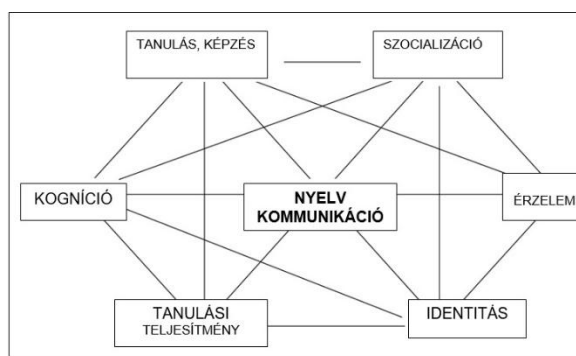 TANULÁS, KÉPZÉS
SZOCIALIZÁCIÓ
KOGNÍCIÓ
NYELV
KOMMUNIKÁCIÓ
ÉRZELEM
TANULÁSI
TELJESÍTMÉNY
IDENTITÁS